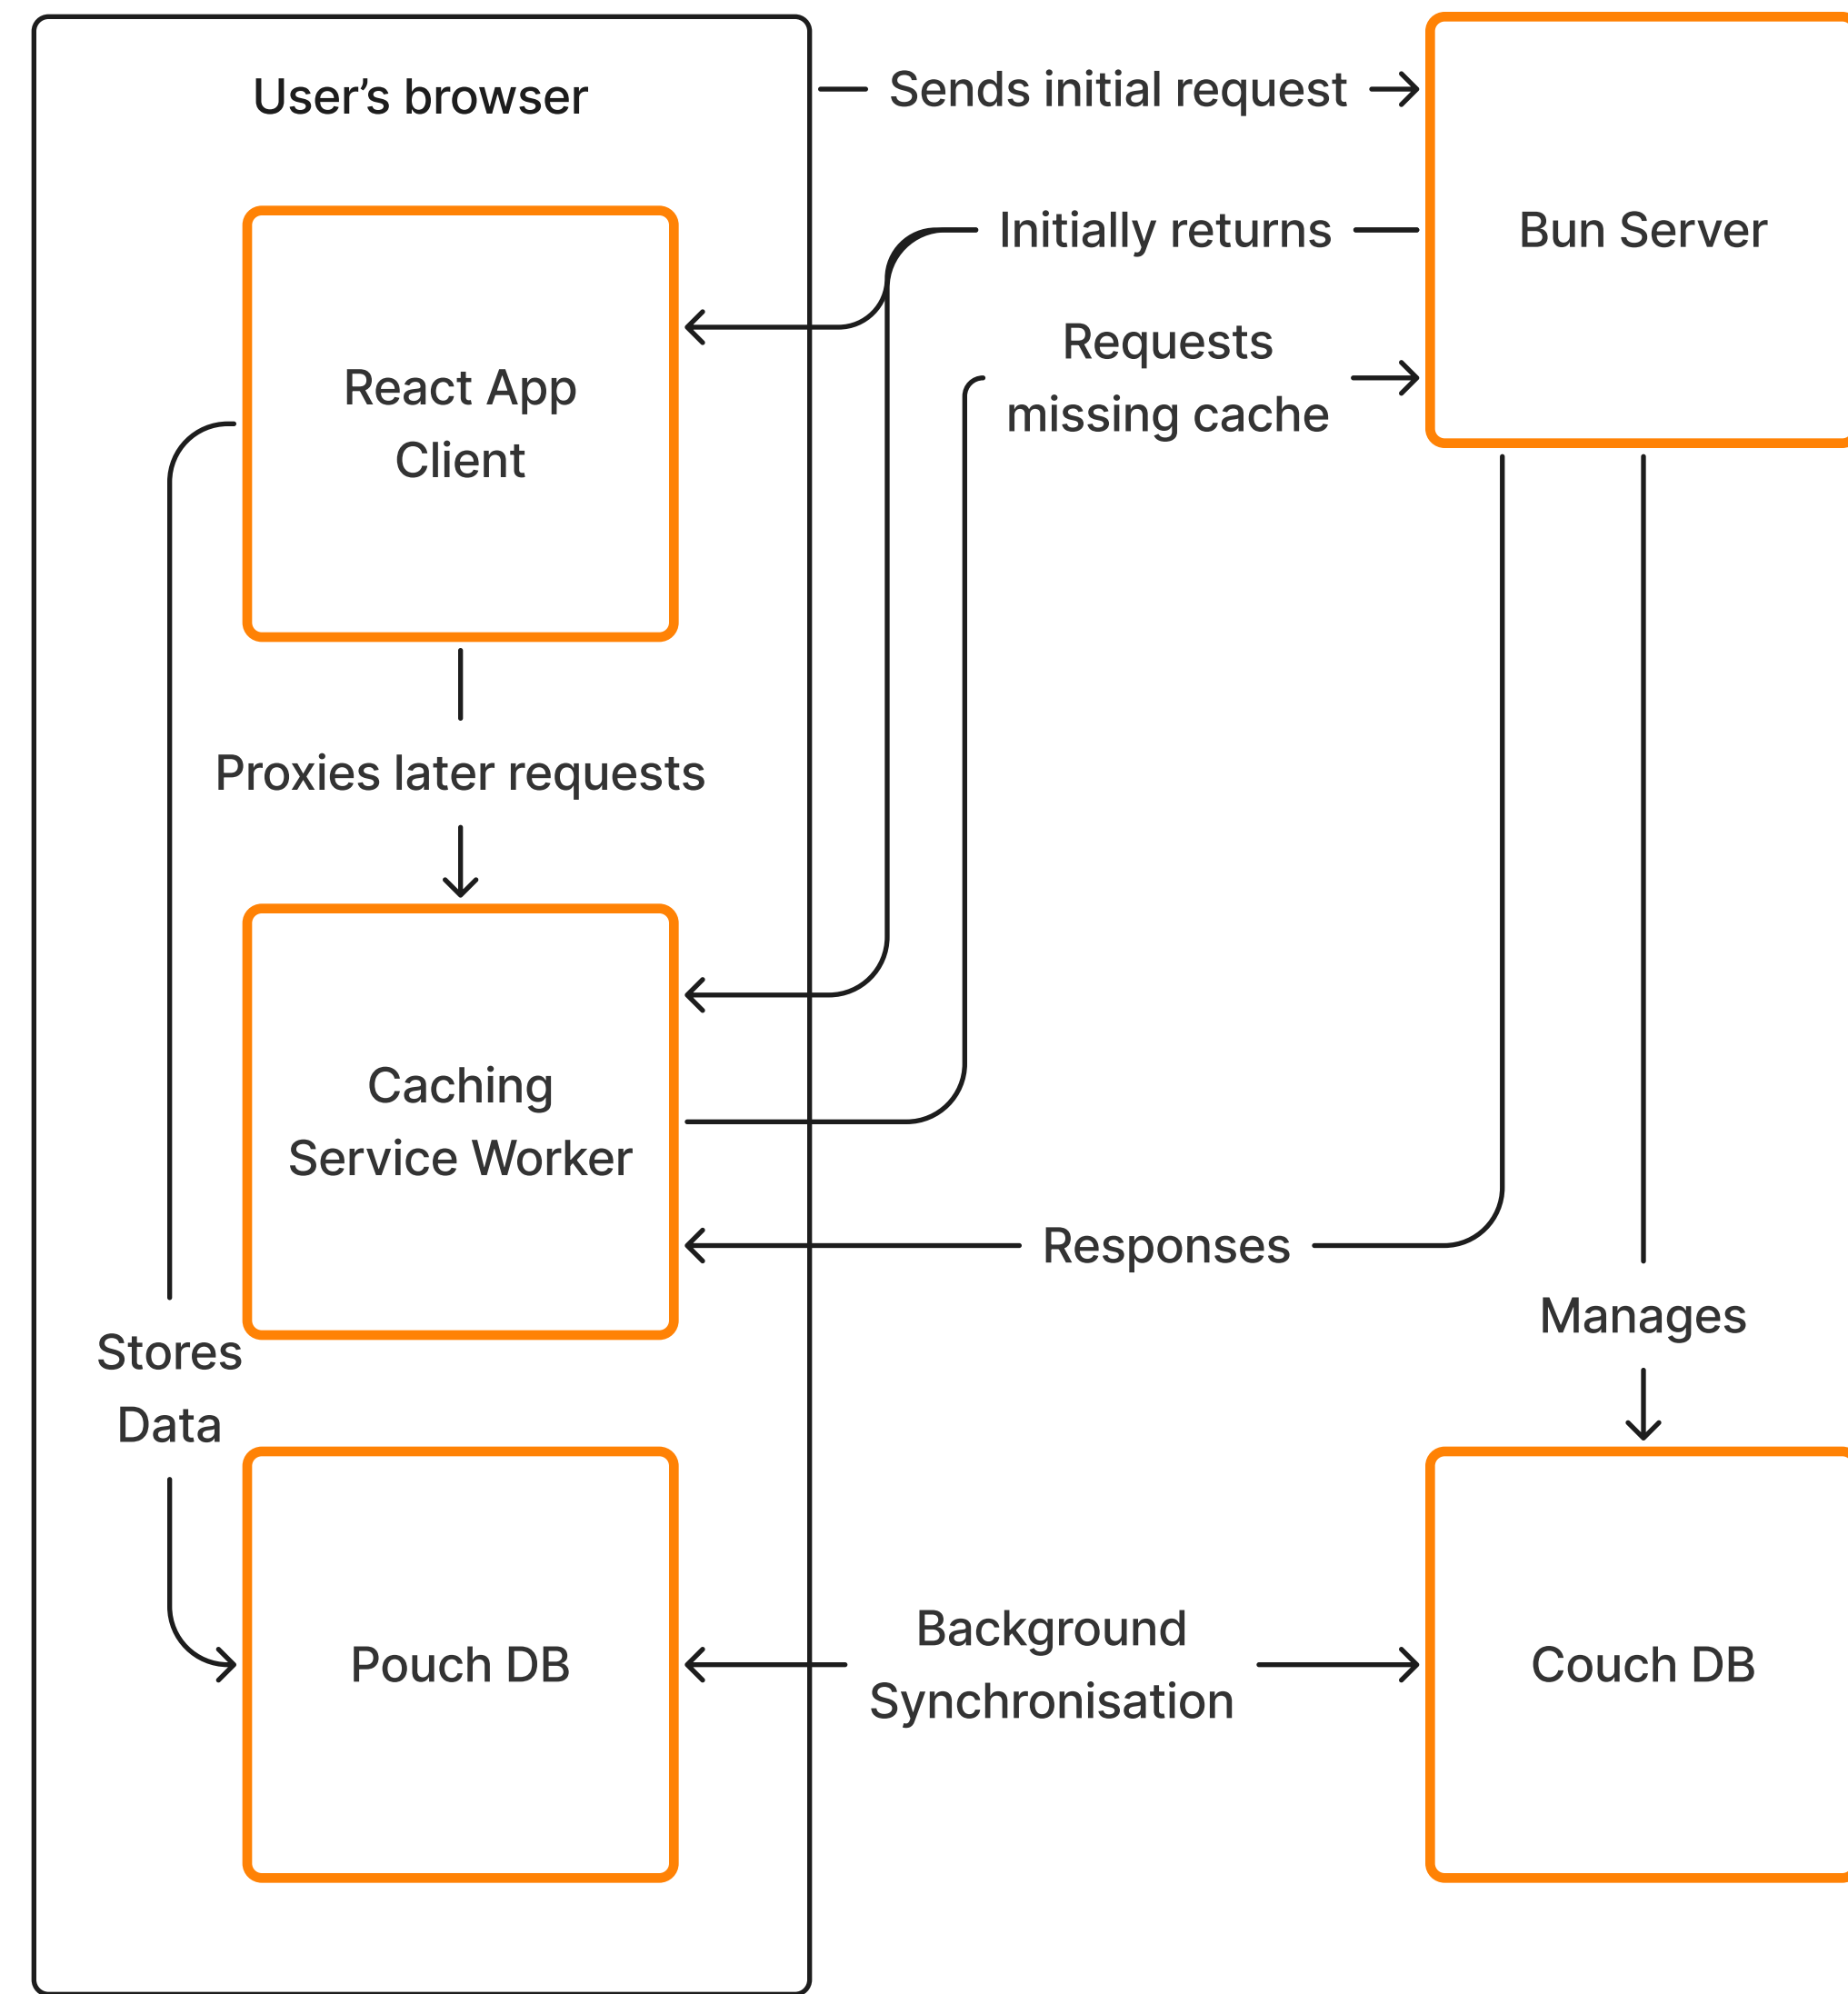 User’s browser
Sends initial request
Initially returns
Bun Server
Requests
missing cache
React App
Client
Proxies later requests
Caching
Service Worker
Responses
Manages
Stores
Data
Pouch DB
Background
Synchronisation
Couch DB